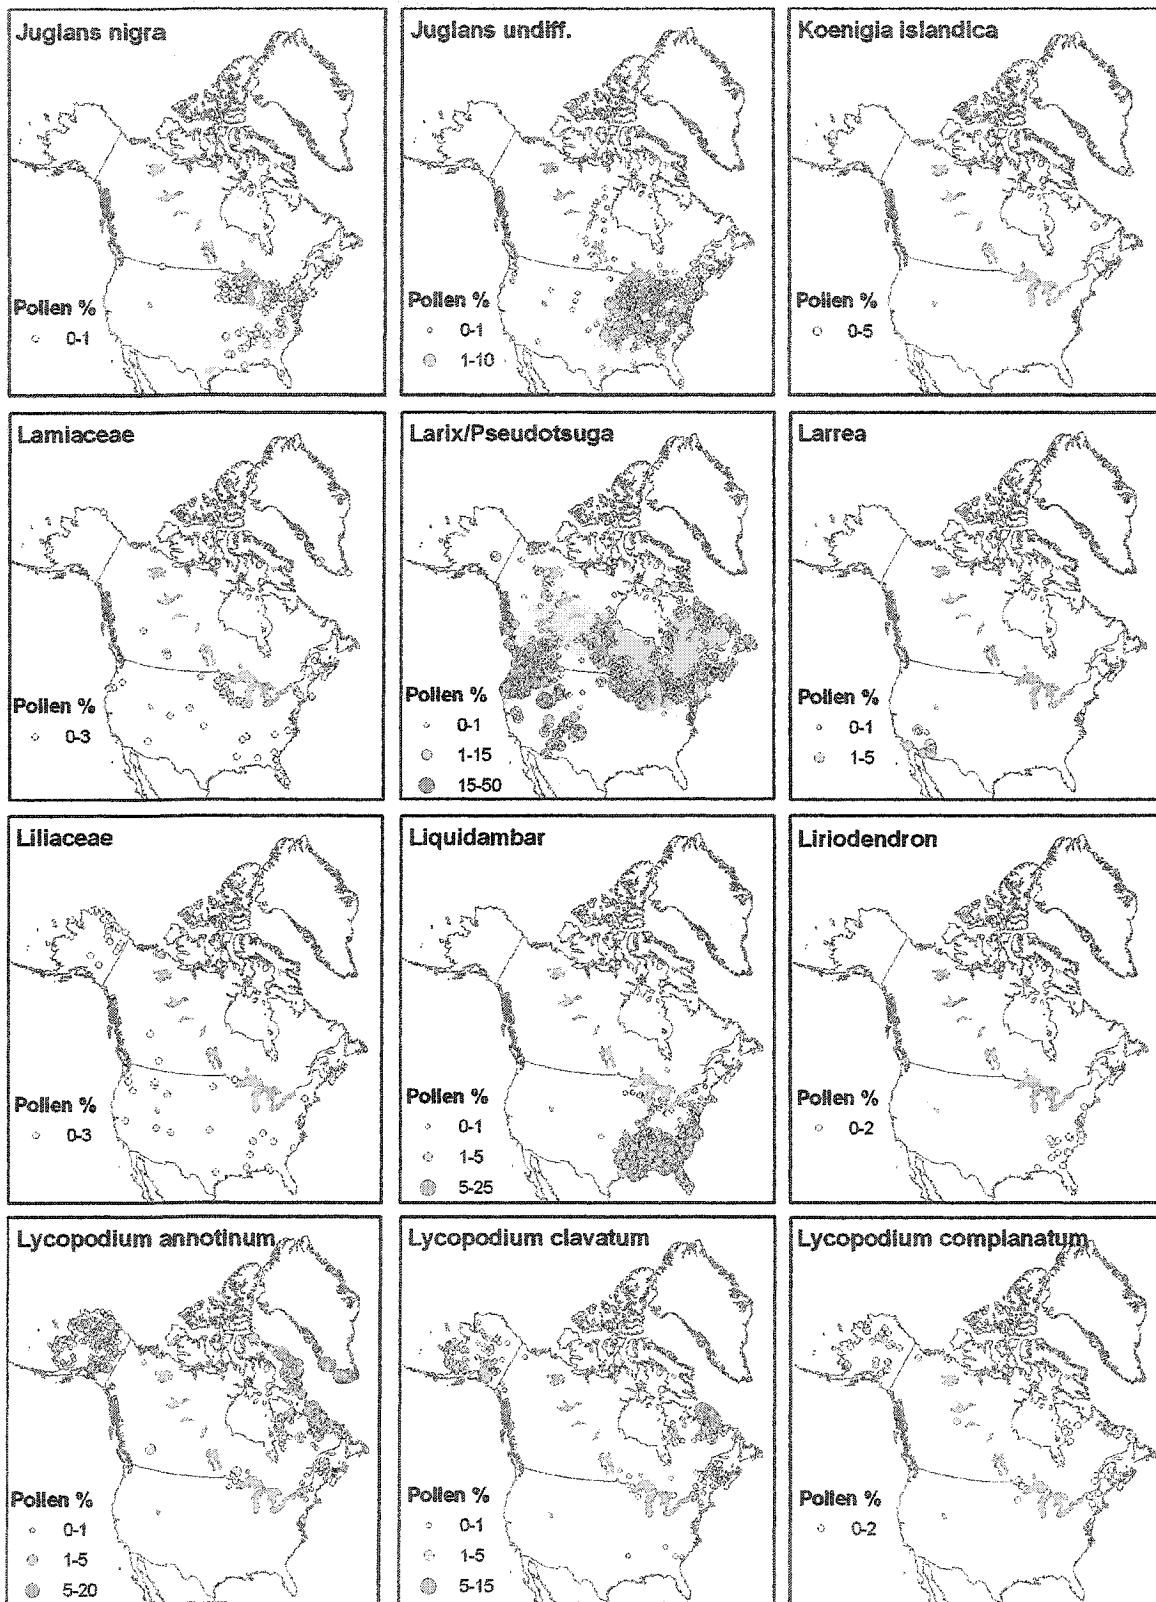 Juglans nigra
Pollen %
0-1
Juglans undiff.
Pollen %
0-1
1-10
Koenigia islandica
Pollen %
0-5
Lamiaceae
Pollen %
0-3
Larix/Pseudotsuga
Pollen %
0-1
1-15
15-50
Larrea
Pollen %
0-1
1-5
Liliaceae
Pollen %
0-3
Liquidambar
Pollen %
0-1
1-5
5-25
Liriodendron
Pollen %
0-2
Lycopodium annotinum
Pollen %
0-1
1-5
5-20
Lycopodium clavatum
Pollen %
0-1
1-5
5-15
Lycopodium complanatum
Pollen %
0-2